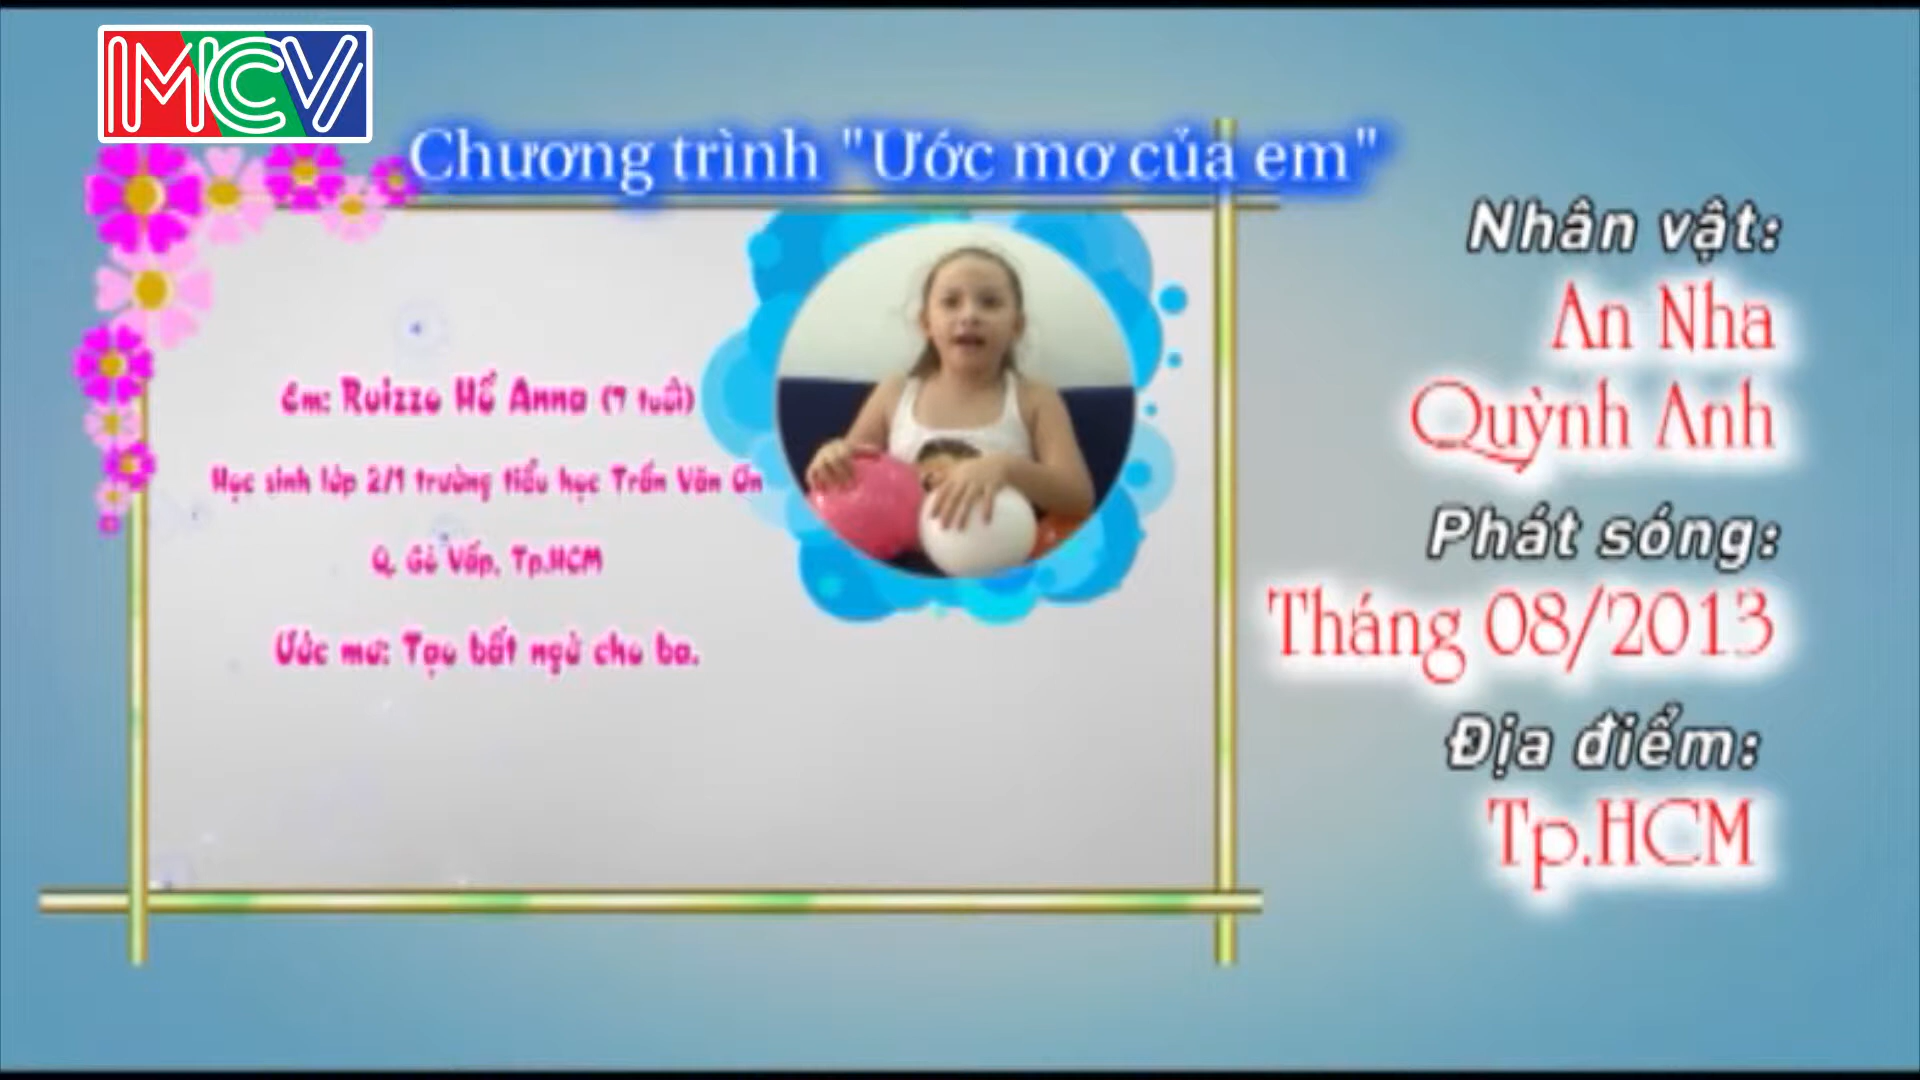 MCV
Chương trình "Ước mơ của em"
Em: Ruizzo Hồ Anna (7 tuổi)
Học sinh lớp 2/1 trường tiểu học Trần Văn Ơn
Q. Gò Vấp, Tp.HCM
Ước mơ: Tạo bất ngờ cho ba.
Nhân vật:
An Nha
Quỳnh Anh
Phát sóng:
Tháng 08/2013
Địa điểm:
Tp.HCM